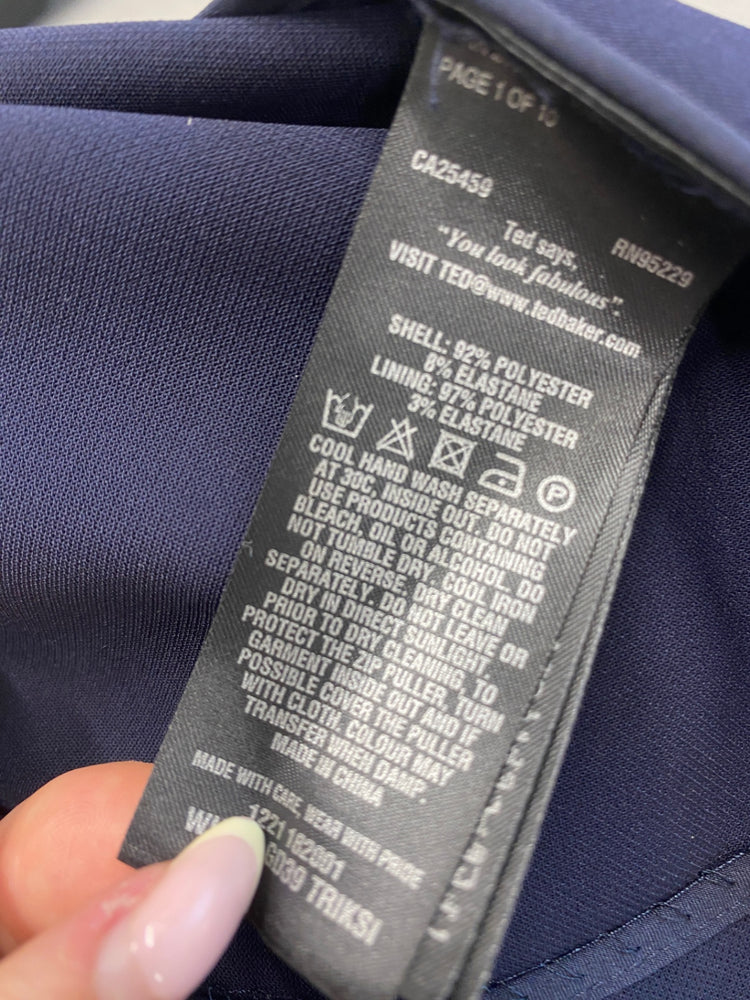 PAGE 1 OF 10
CA25459
RN95229
Ted says,
"You look fabulous".
VISIT TED@www.tedbaker.com
SHELL: 92% POLYESTER
8% ELASTANE
LINING: 97% POLYESTER
3% ELASTANE
P
COOL HAND WASH SEPARATELY
AT 30C, INSIDE OUT. DO NOT
USE PRODUCTS CONTAINING
BLEACH, OIL OR ALCOHOL. DO
NOT TUMBLE DRY. COOL IRON
ON REVERSE. DRY CLEAN
SEPARATELY. DO NOT LEAVE OR
DRY IN DIRECT SUNLIGHT.
PRIOR TO DRY CLEANING, TO
PROTECT THE ZIP PULLER, TURN
GARMENT INSIDE OUT AND IF
POSSIBLE COVER THE PULLER
WITH CLOTH. COLOUR MAY
TRANSFER WHEN DAMP.
MADE IN CHINA
MADE WITH CARE, WEAR WITH PRIDE
1221182001
TRIKSI